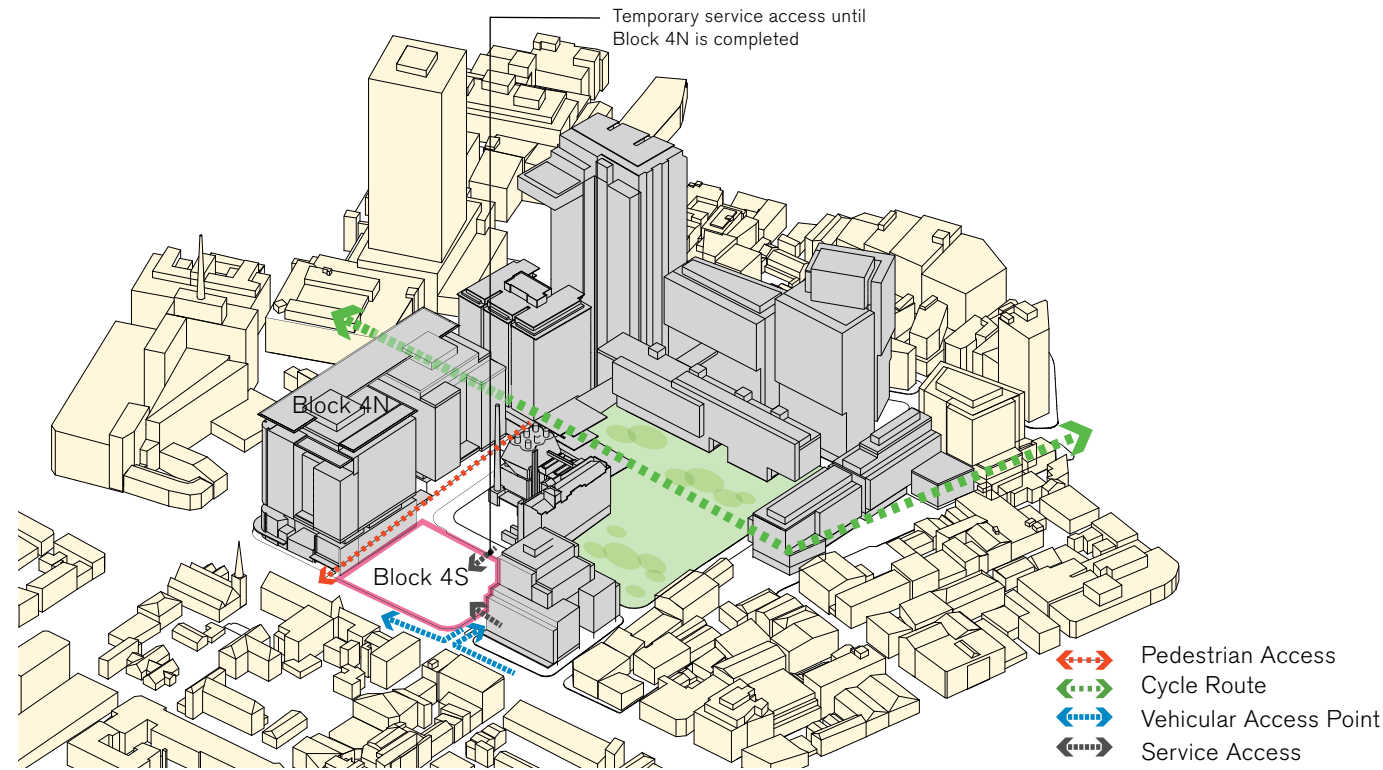 Temporary service access until
Block 4N is completed
Block 4N
Block 4S
Pedestrian Access
Cycle Route
Vehicular Access Point
Service Access